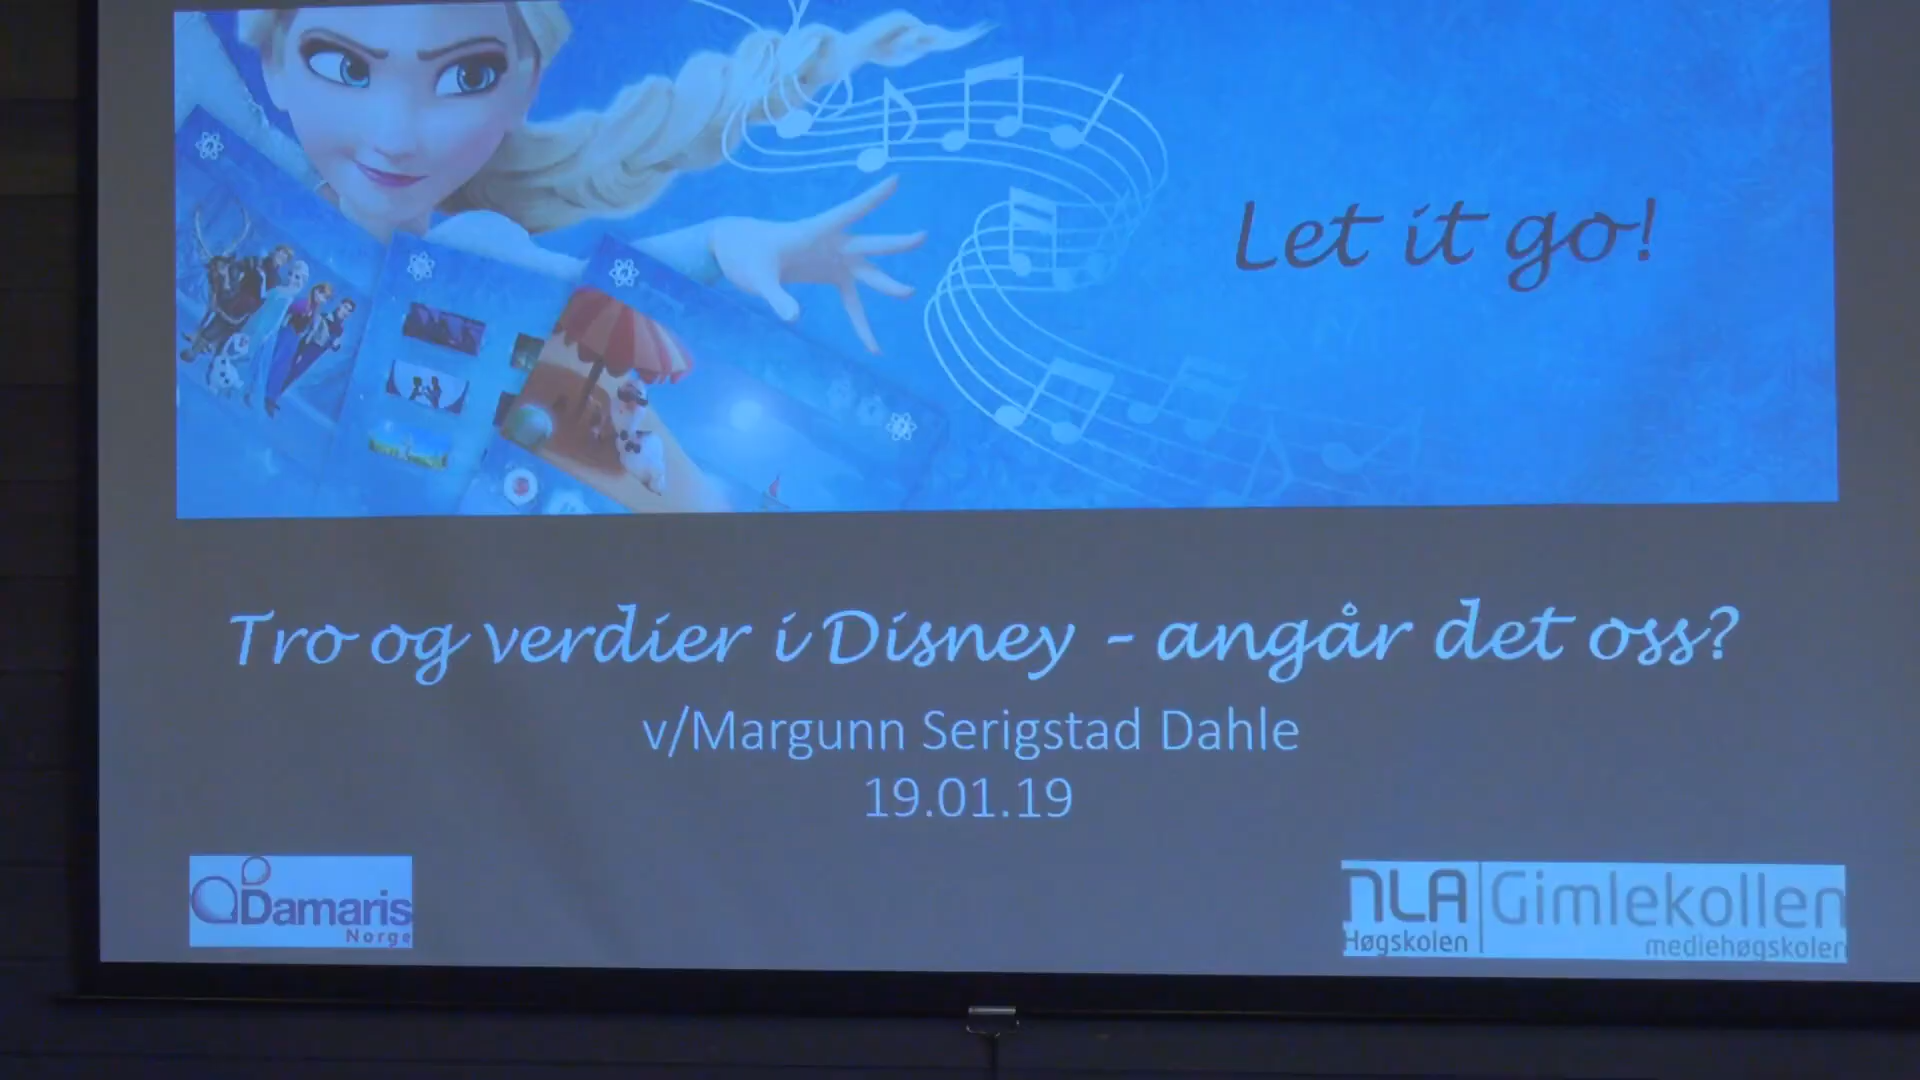 Let it go!
Tro og verdier i Disney - angår det oss?
v/Margunn Serigstad Dahle
19.01.19
Damaris
Norge
NLA
Høgskolen
Gimlekollen
mediehøgskolen